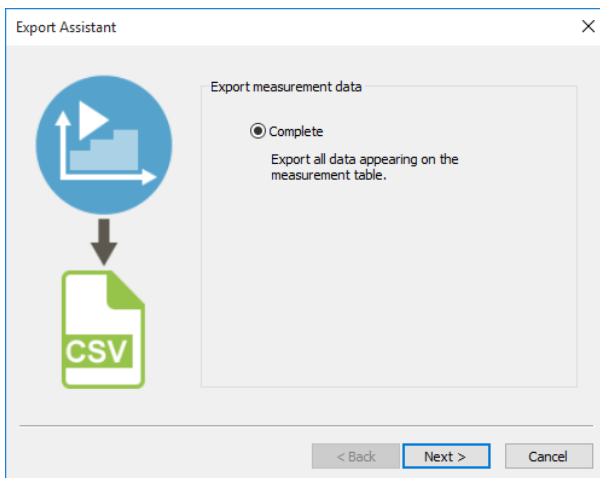 Export Assistant
Export measurement data
Complete
Export all data appearing on the
measurement table.
CSV
< Back
Next >
Cancel